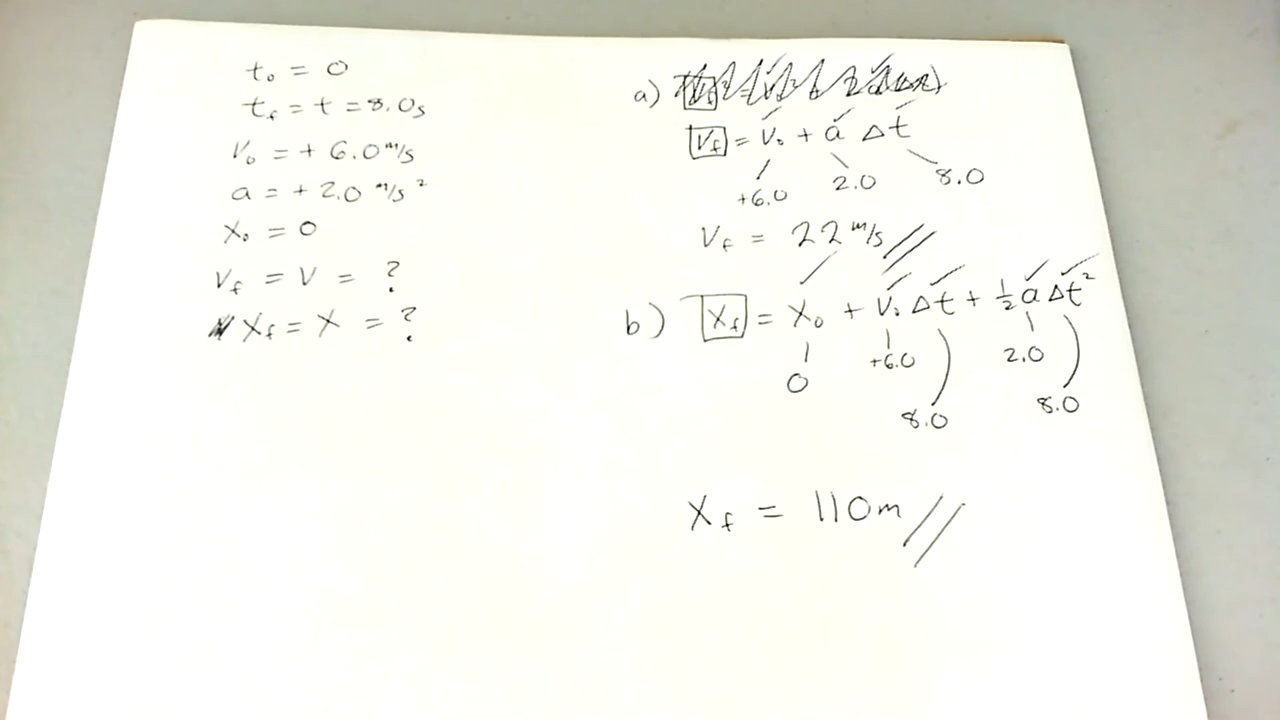 t₀ = 0
t_f = t = 8.0s
V₀ = + 6.0 m/s
a = + 2.0 m/s²
X₀ = 0
V_f = V = ?
X_f = X = ?
a)
V_f = V₀ + a Δt
+6.0 2.0 8.0
V_f = 22 m/s //
b) X_f = X₀ + V₀ Δt + ½ a Δt²
0 +6.0 8.0 2.0 8.0
X_f = 110m //